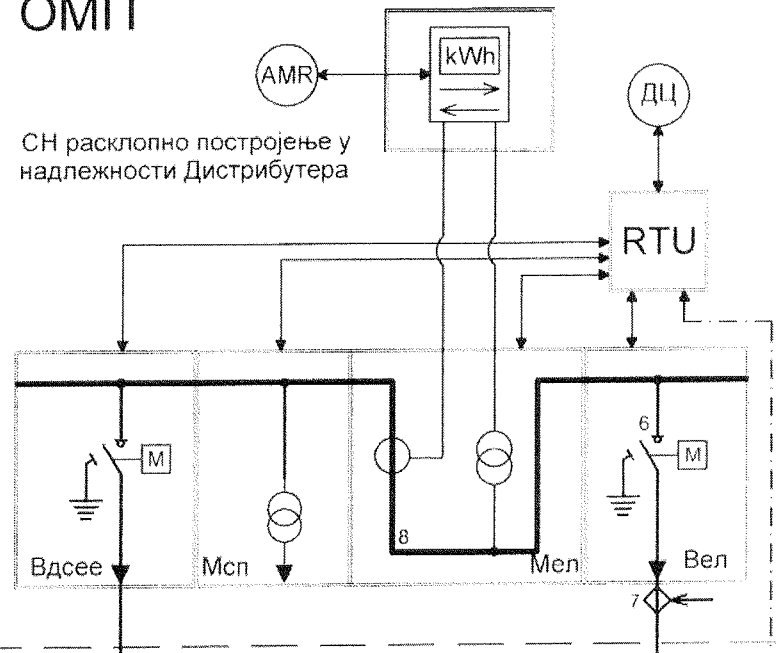 ОМП
kWh
AMR
ДЦ
СН расклопно постројење у
надлежности Дистрибутера
RTU
6
M
M
8
Вдсее
Мсп
Мел
Вел
7